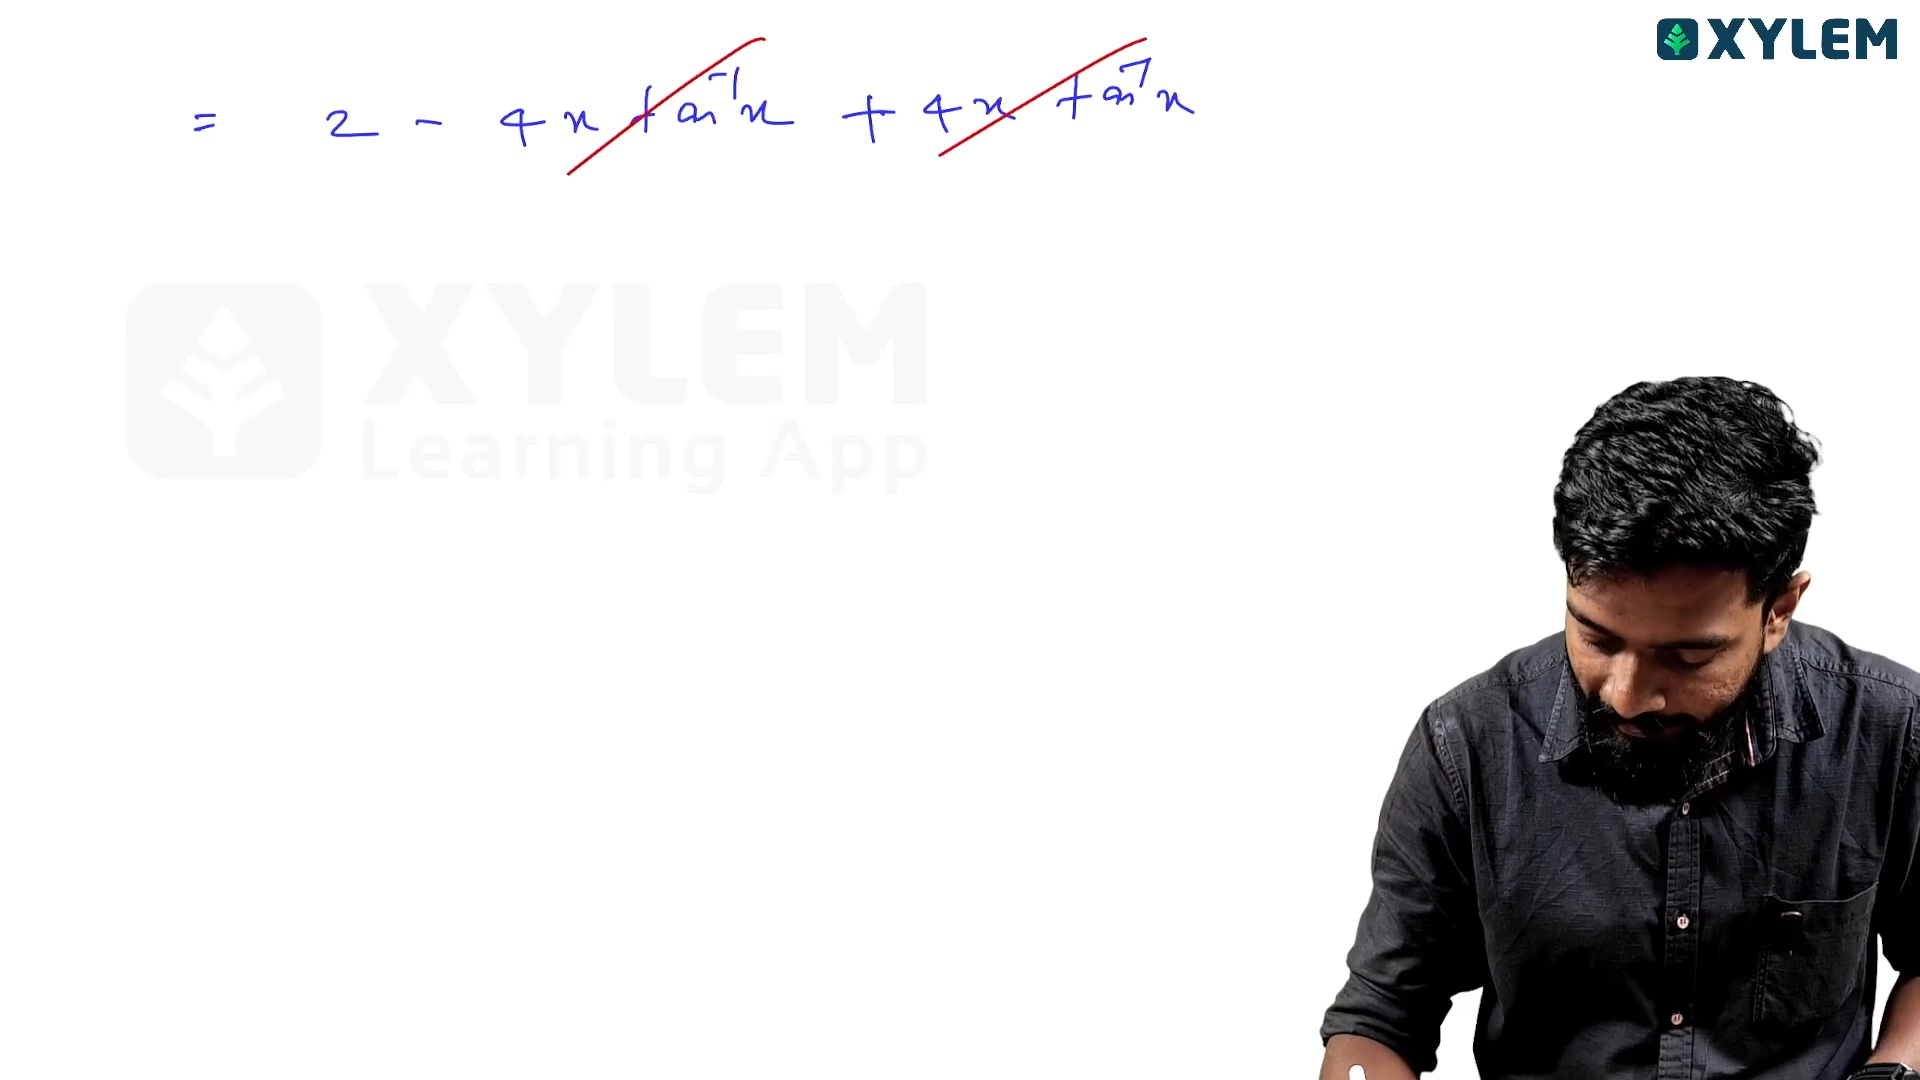 XYLEM
= 2 - 4x tan⁻¹x + 4x tan⁻¹x
XYLEM
Learning App